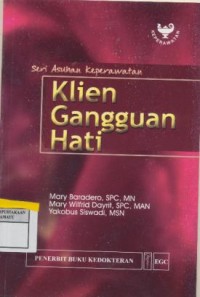 KEPERAWATAN
Seri Asuhan Keperawatan
Klien
Gangguan
Hati
Mary Baradero, SPC, MN
Mary Wilfrid Dayrit, SPC, MAN
Yakobus Siswadi, MSN
PENERBIT BUKU KEDOKTERAN
EGC